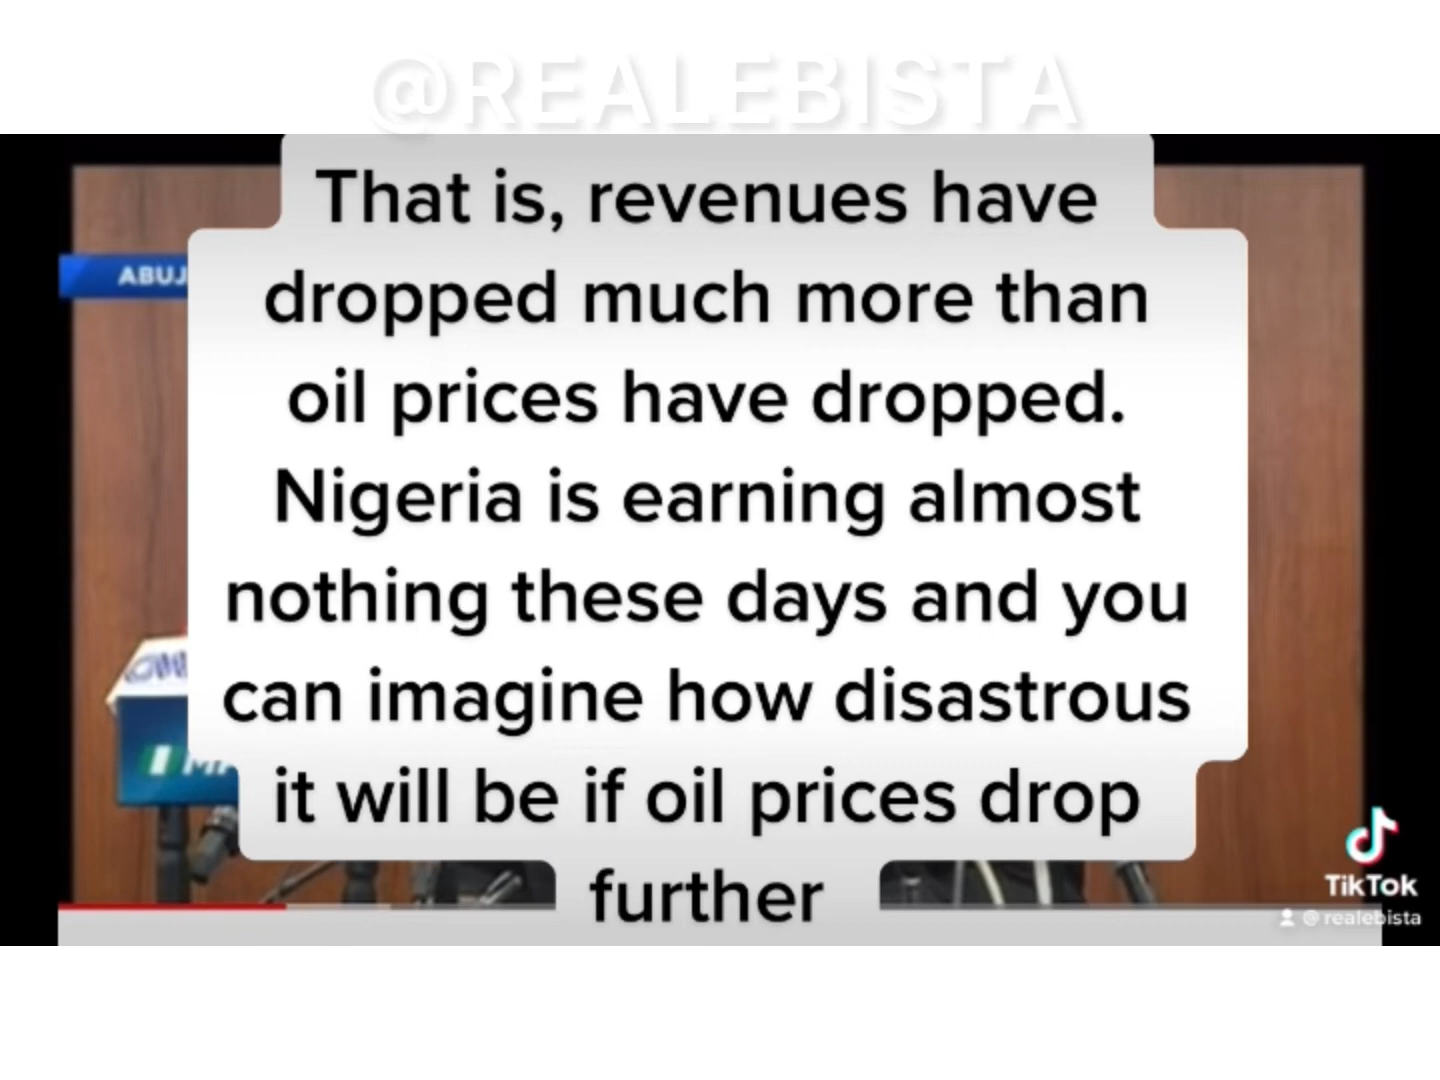 @REALEBISTA
That is, revenues have
dropped much more than
oil prices have dropped.
Nigeria is earning almost
nothing these days and you
can imagine how disastrous
it will be if oil prices drop
further
ABUJ
TikTok
@realebista